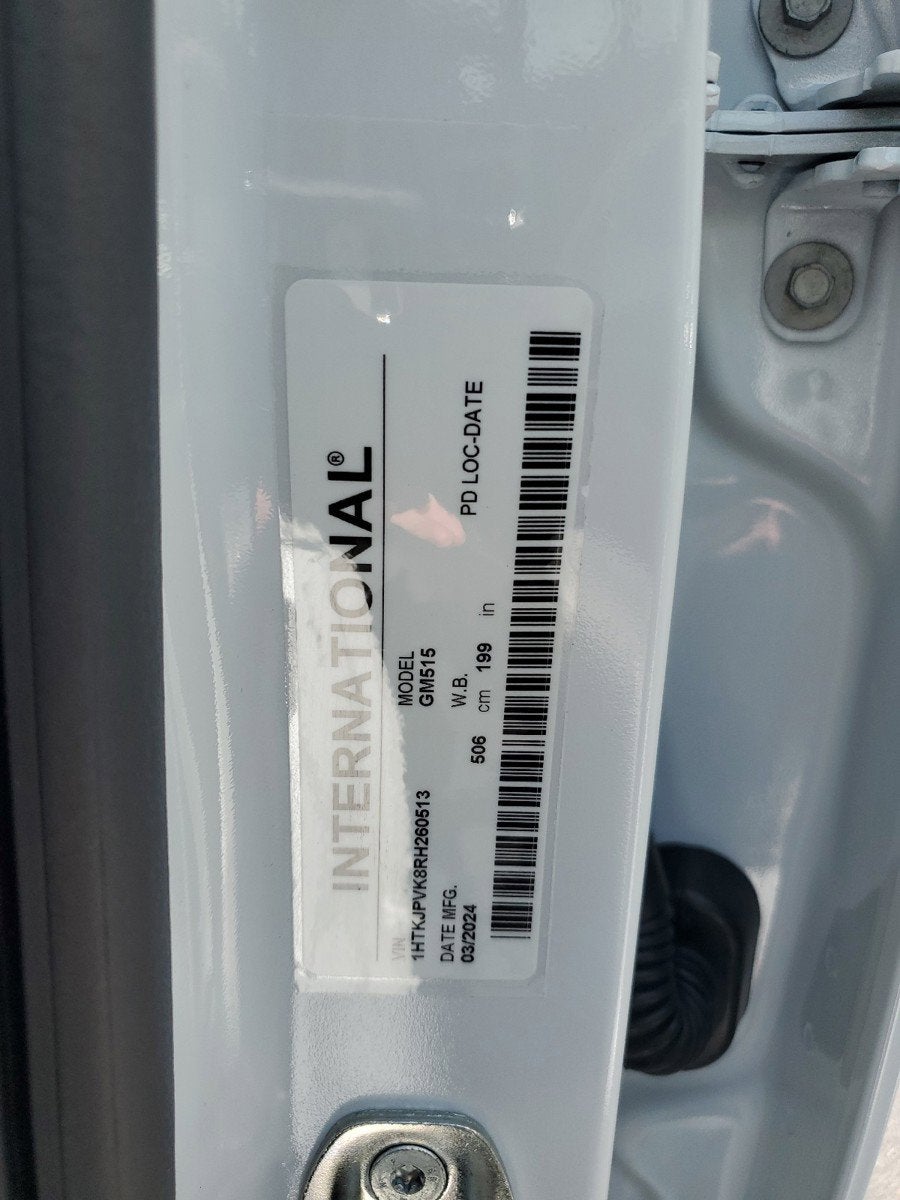 INTERNATIONAL®
VIN MODEL
1HTKJPVK8RH260513 GM515
DATE MFG. W.B. PD LOC-DATE
03/2024 506 cm 199 in